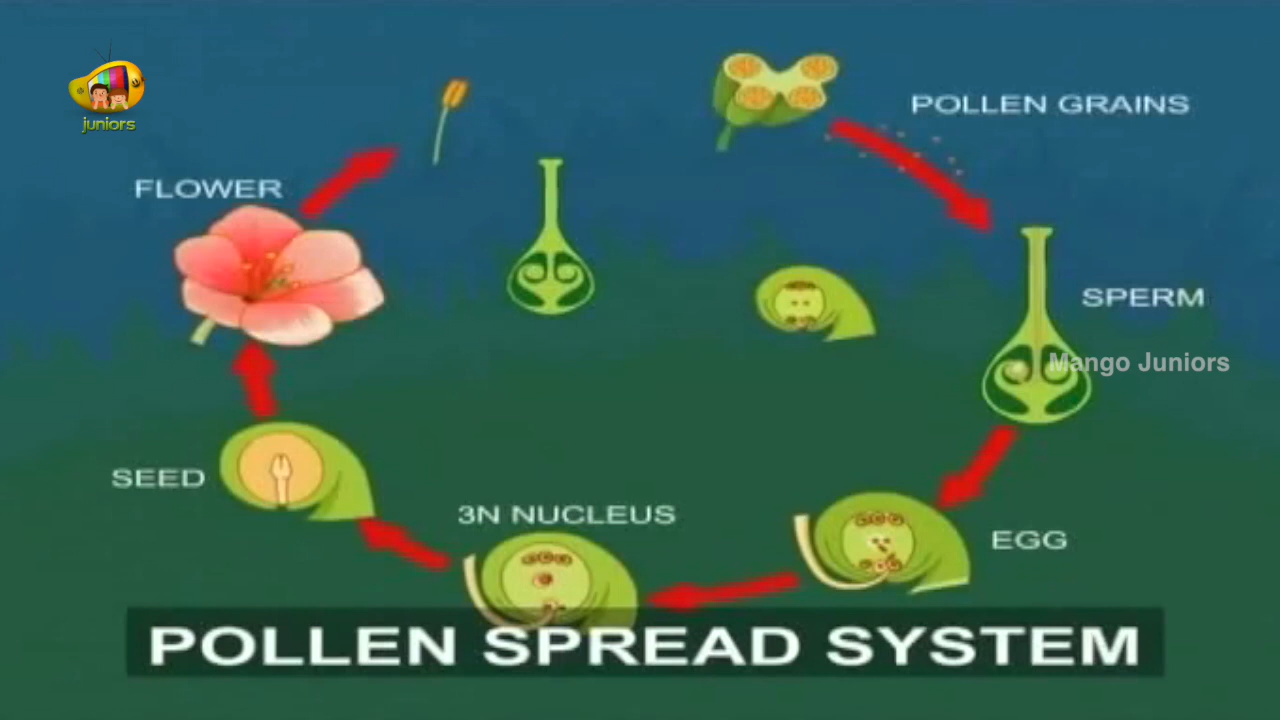 juniors
POLLEN GRAINS
FLOWER
SPERM
Mango Juniors
SEED
3N NUCLEUS
EGG
POLLEN SPREAD SYSTEM